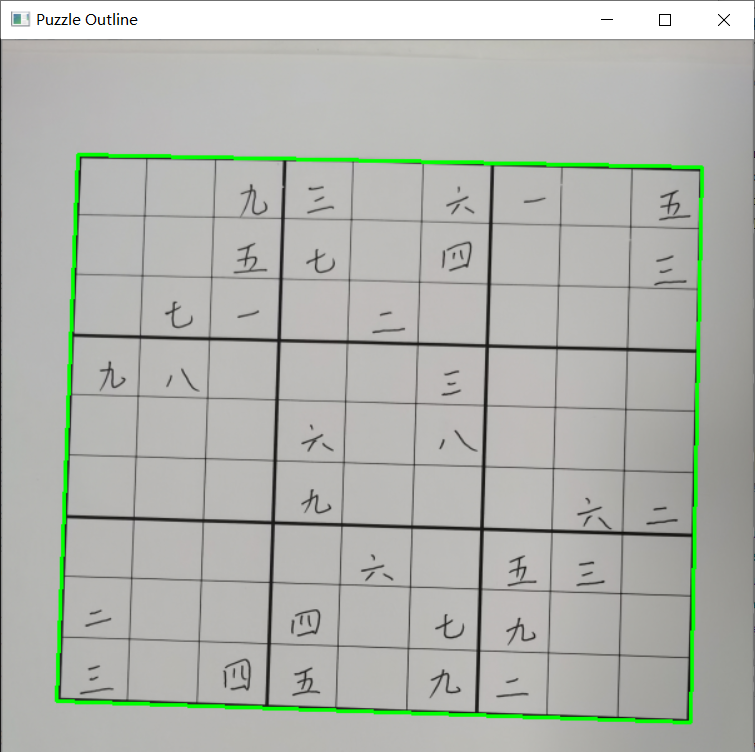 Puzzle Outline
九 三 六 一 五
五 七 四 三
七 一 二
九 八 三
六 八
九 六 二
六 五 三
二 四 七 九
三 四 五 九 二